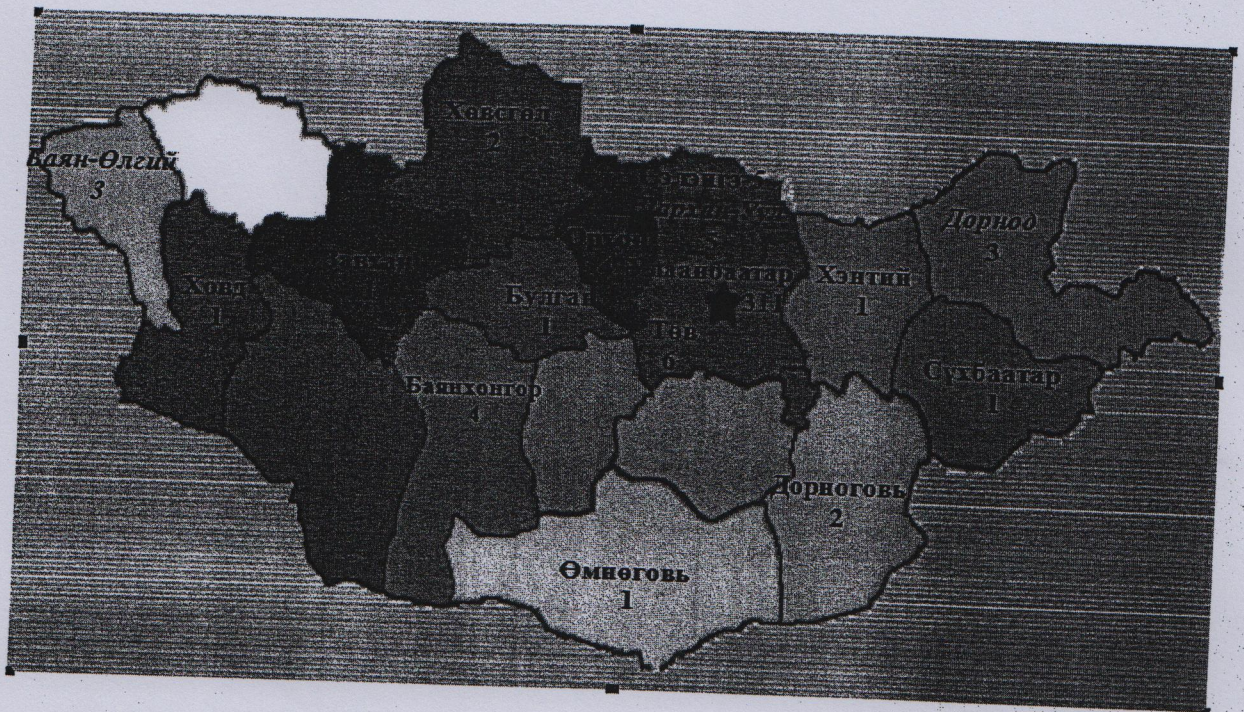 Хөвсгөл
2
Баян-Өлгий
3
Дорнод
3
Ховд
1
Улаанбаатар
Хэнтий
1
Булган
1
Төв
6
Баянхонгор
4
Сүхбаатар
1
Дорноговь
2
Өмнөговь
1